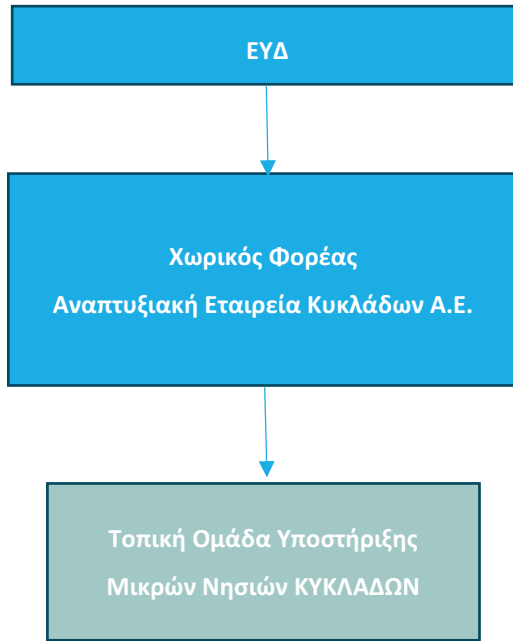 ΕΥΔ
Χωρικός Φορέας
Αναπτυξιακή Εταιρεία Κυκλάδων Α.Ε.
Τοπική Ομάδα Υποστήριξης
Μικρών Νησιών ΚΥΚΛΑΔΩΝ